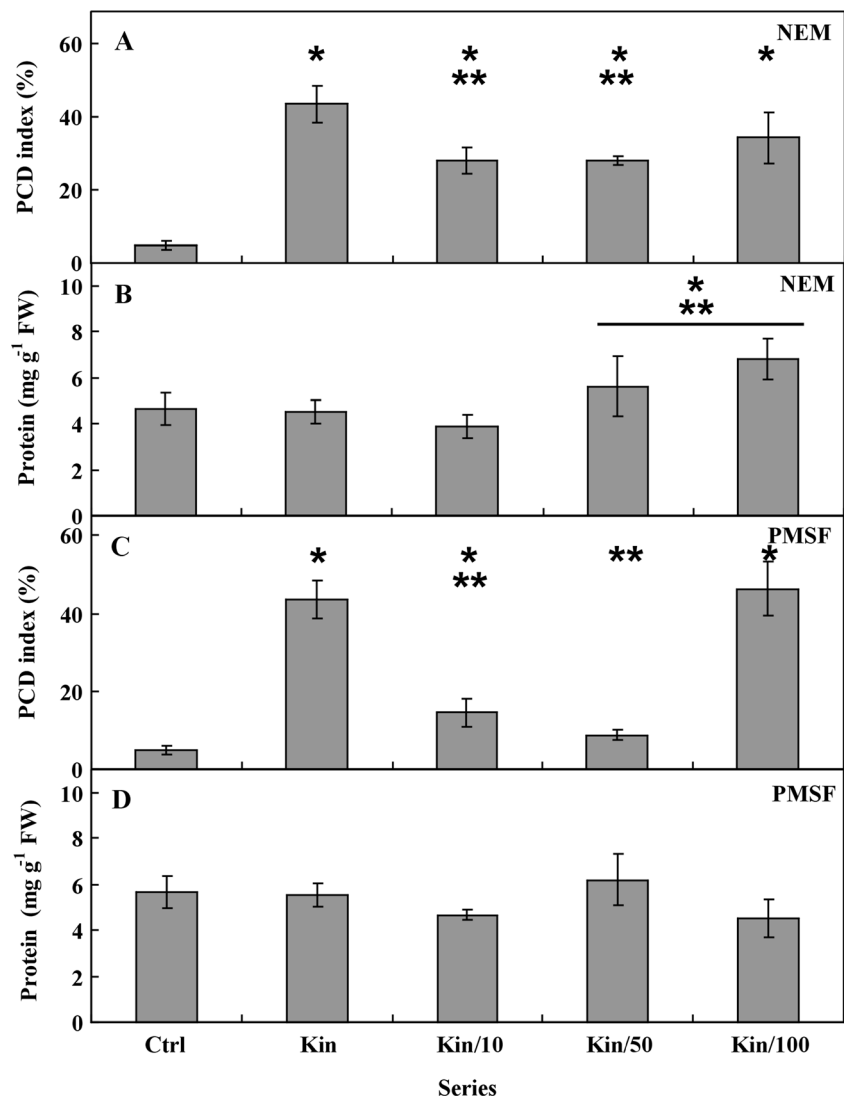 A
NEM
PCD index (%)
60
40
20
0
*
*
**
*
**
*
B
NEM
Protein (mg g-1 FW)
10
8
6
4
2
0
*
**
C
PMSF
PCD index (%)
60
40
20
0
*
*
**
**
*
D
PMSF
Protein (mg g-1 FW)
10
8
6
4
2
0
Ctrl Kin Kin/10 Kin/50 Kin/100
Series